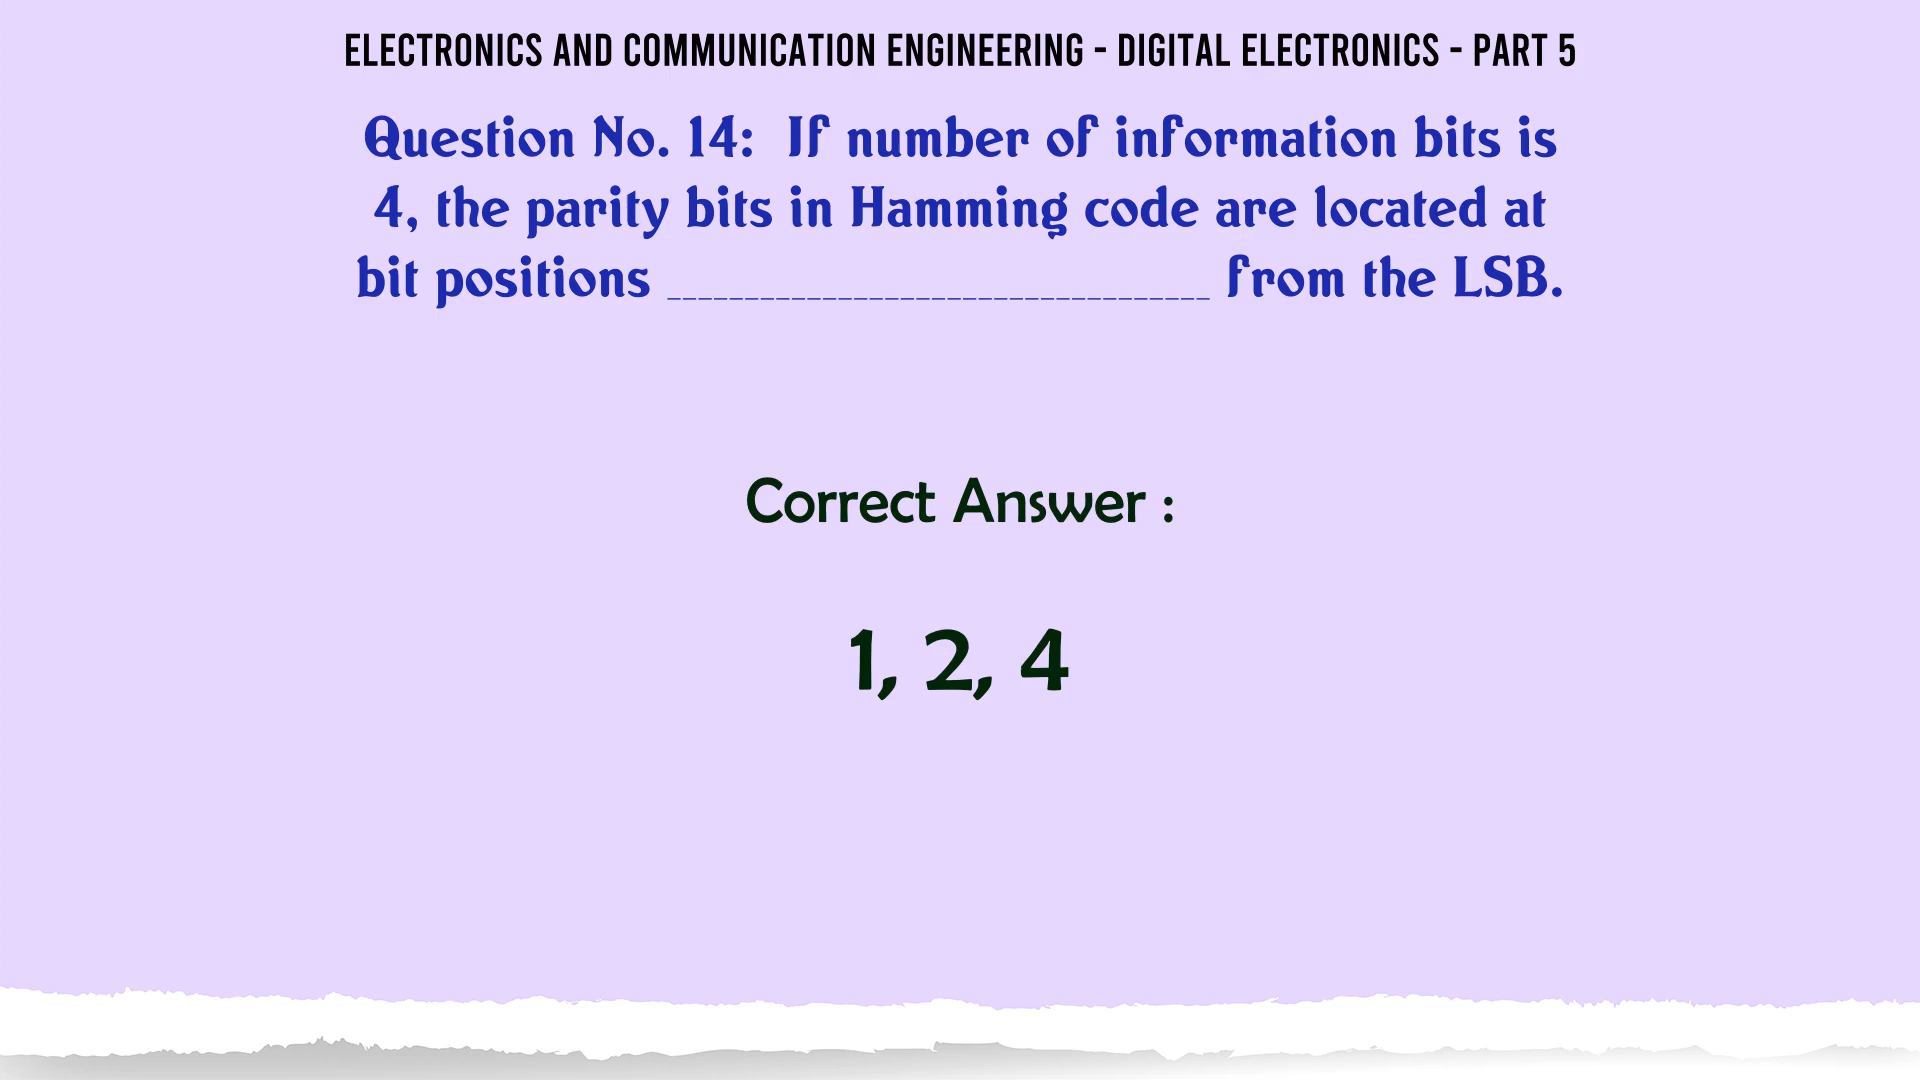 ELECTRONICS AND COMMUNICATION ENGINEERING - DIGITAL ELECTRONICS - PART 5
Question No. 14:  If number of information bits is
4, the parity bits in Hamming code are located at
bit positions ___________________________________ from the LSB.
Correct Answer :
1, 2, 4